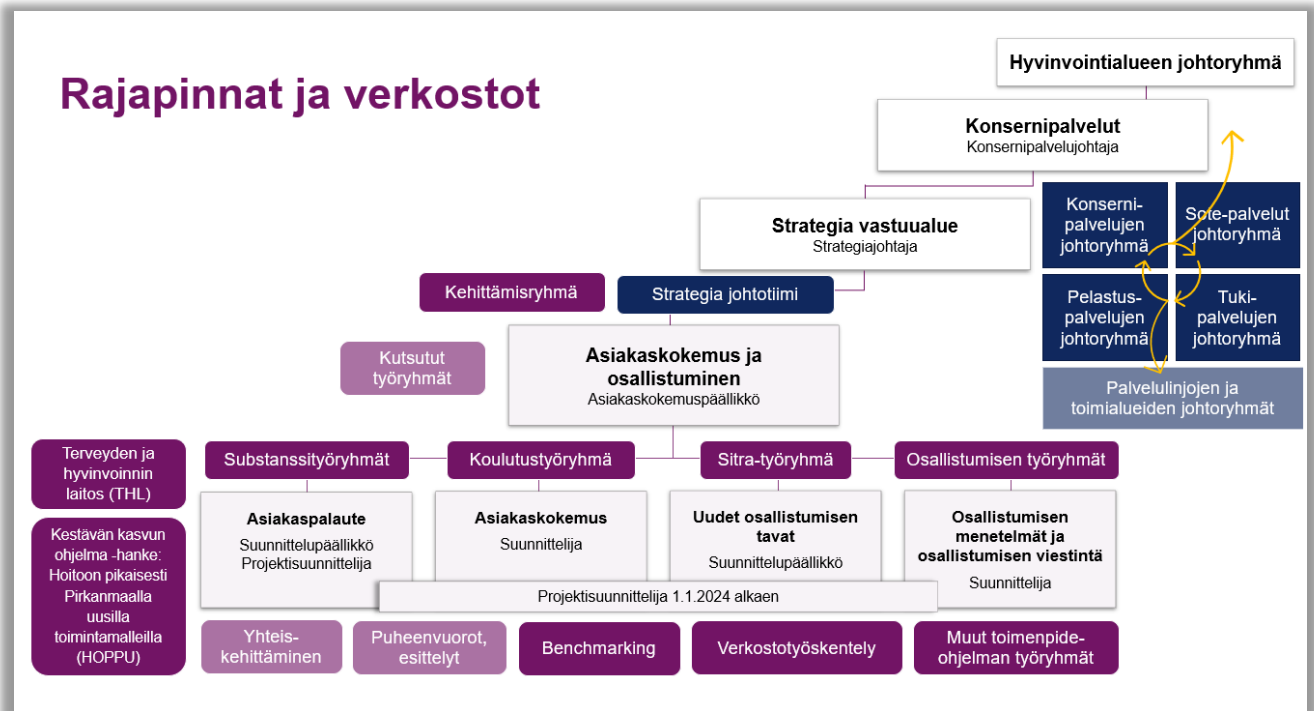 Rajapinnat ja verkostot
Hyvinvointialueen johtoryhmä
Konsernipalvelut
Konsernipalvelujohtaja
Strategia vastuualue
Strategiajohtaja
Konserni-
palvelujen
johtoryhmä
Sote-palvelut
johtoryhmä
Pelastus-
palvelujen
johtoryhmä
Tuki-
palvelujen
johtoryhmä
Palvelulinjojen ja
toimialueiden johtoryhmät
Kehittämisryhmä
Strategia johtotiimi
Kutsutut
työryhmät
Asiakaskokemus ja
osallistuminen
Asiakaskokemuspäällikkö
Terveyden ja
hyvinvoinnin
laitos (THL)
Substanssityöryhmät
Koulutustyöryhmä
Sitra-työryhmä
Osallistumisen työryhmät
Kestävän kasvun
ohjelma -hanke:
Hoitoon pikaisesti
Pirkanmaalla
uusilla
toimintamalleilla
(HOPPU)
Asiakaspalaute
Suunnittelupäällikkö
Projektisuunnittelija
Asiakaskokemus
Suunnittelija
Uudet osallistumisen
tavat
Suunnittelupäällikkö
Osallistumisen
menetelmät ja
osallistumisen viestintä
Suunnittelija
Projektisuunnittelija 1.1.2024 alkaen
Yhteis-
kehittäminen
Puheenvuorot,
esittelyt
Benchmarking
Verkostotyöskentely
Muut toimenpide-
ohjelman työryhmät